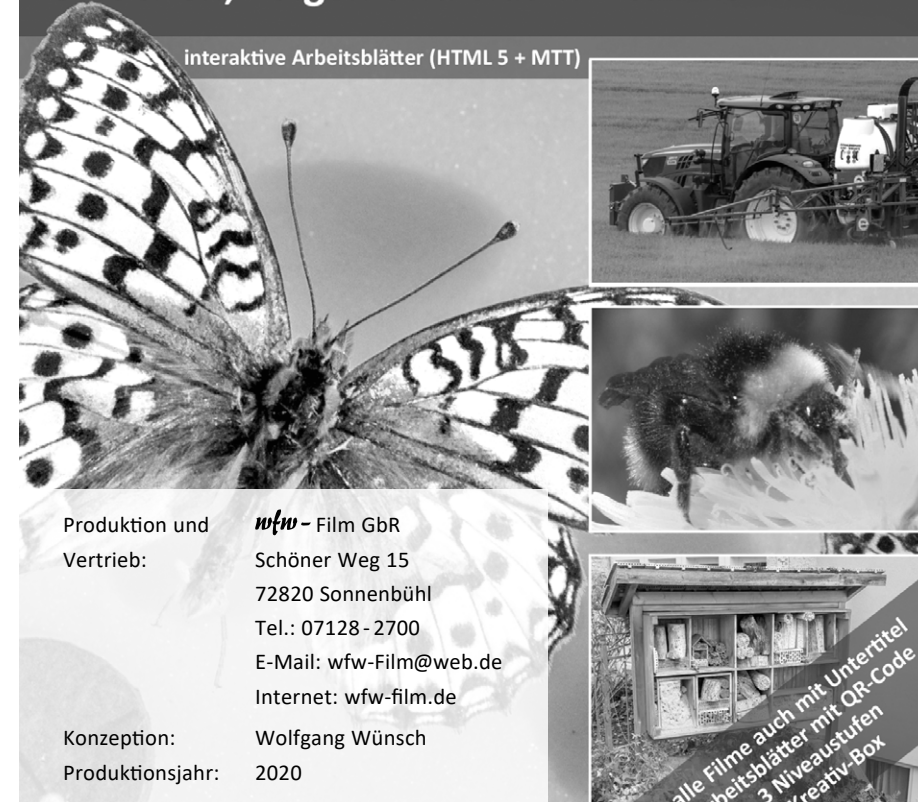 interaktive Arbeitsblätter (HTML 5 + MTT)
Produktion und wfw - Film GbR
Vertrieb: Schöner Weg 15
72820 Sonnenbühl
Tel.: 07128 - 2700
E-Mail: wfw-Film@web.de
Internet: wfw-film.de
Konzeption: Wolfgang Wünsch
Produktionsjahr: 2020
alle Filme auch mit Untertitel
beitsblätter mit QR-Code
3 Niveaustufen
Kreativ-Box